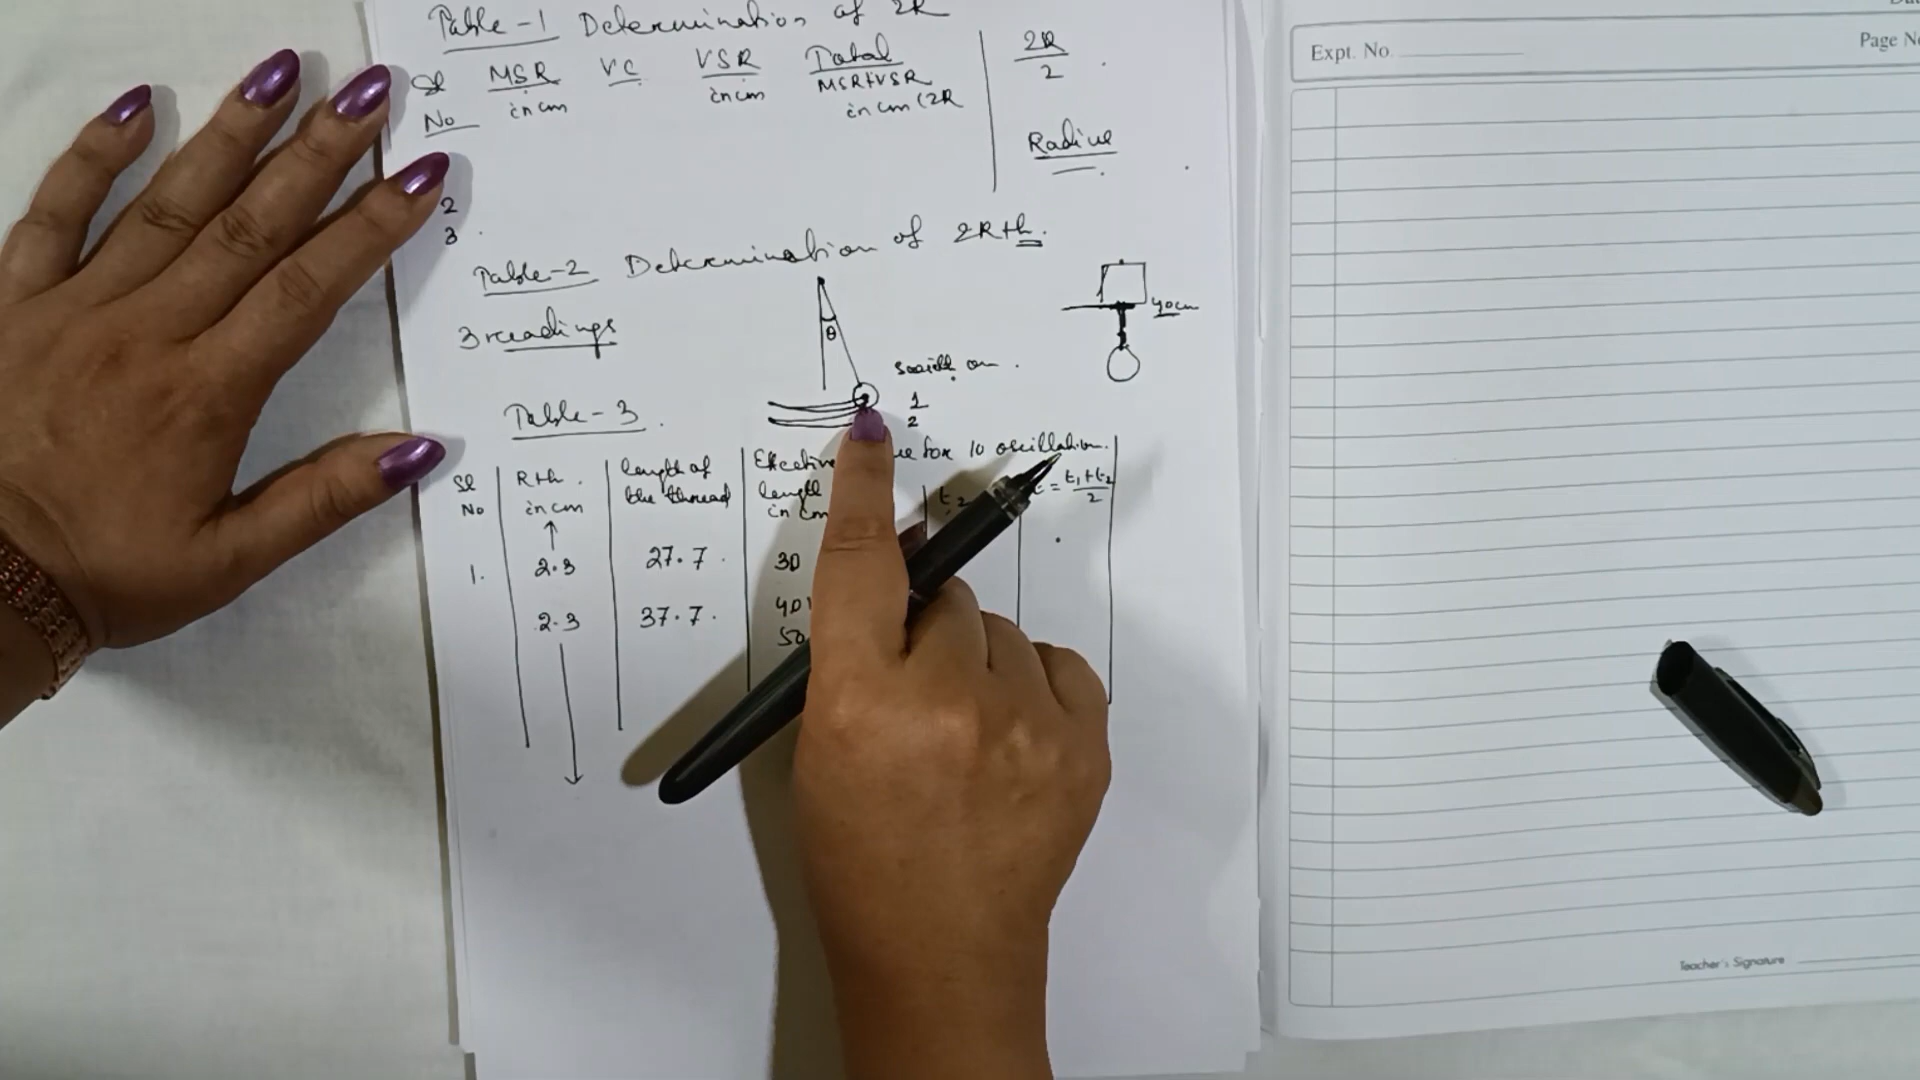 Table-1 Determination of 2R
Sl No MSR in cm VC VSR in cm Total MSR+VSR in cm (2R
2R/2
Radius
2
3
Table-2 Determination of 2R+h.
3 readings
θ
40cm
on
1
2
Table-3
Sl No R+h. in cm length of the thread Effective length in cm for 10 oscillation.
t2 t = t1+t2/2
1. 2.3 27.7 30
2.3 37.7. 40
50
Expt. No.
Page
Teacher's Signature